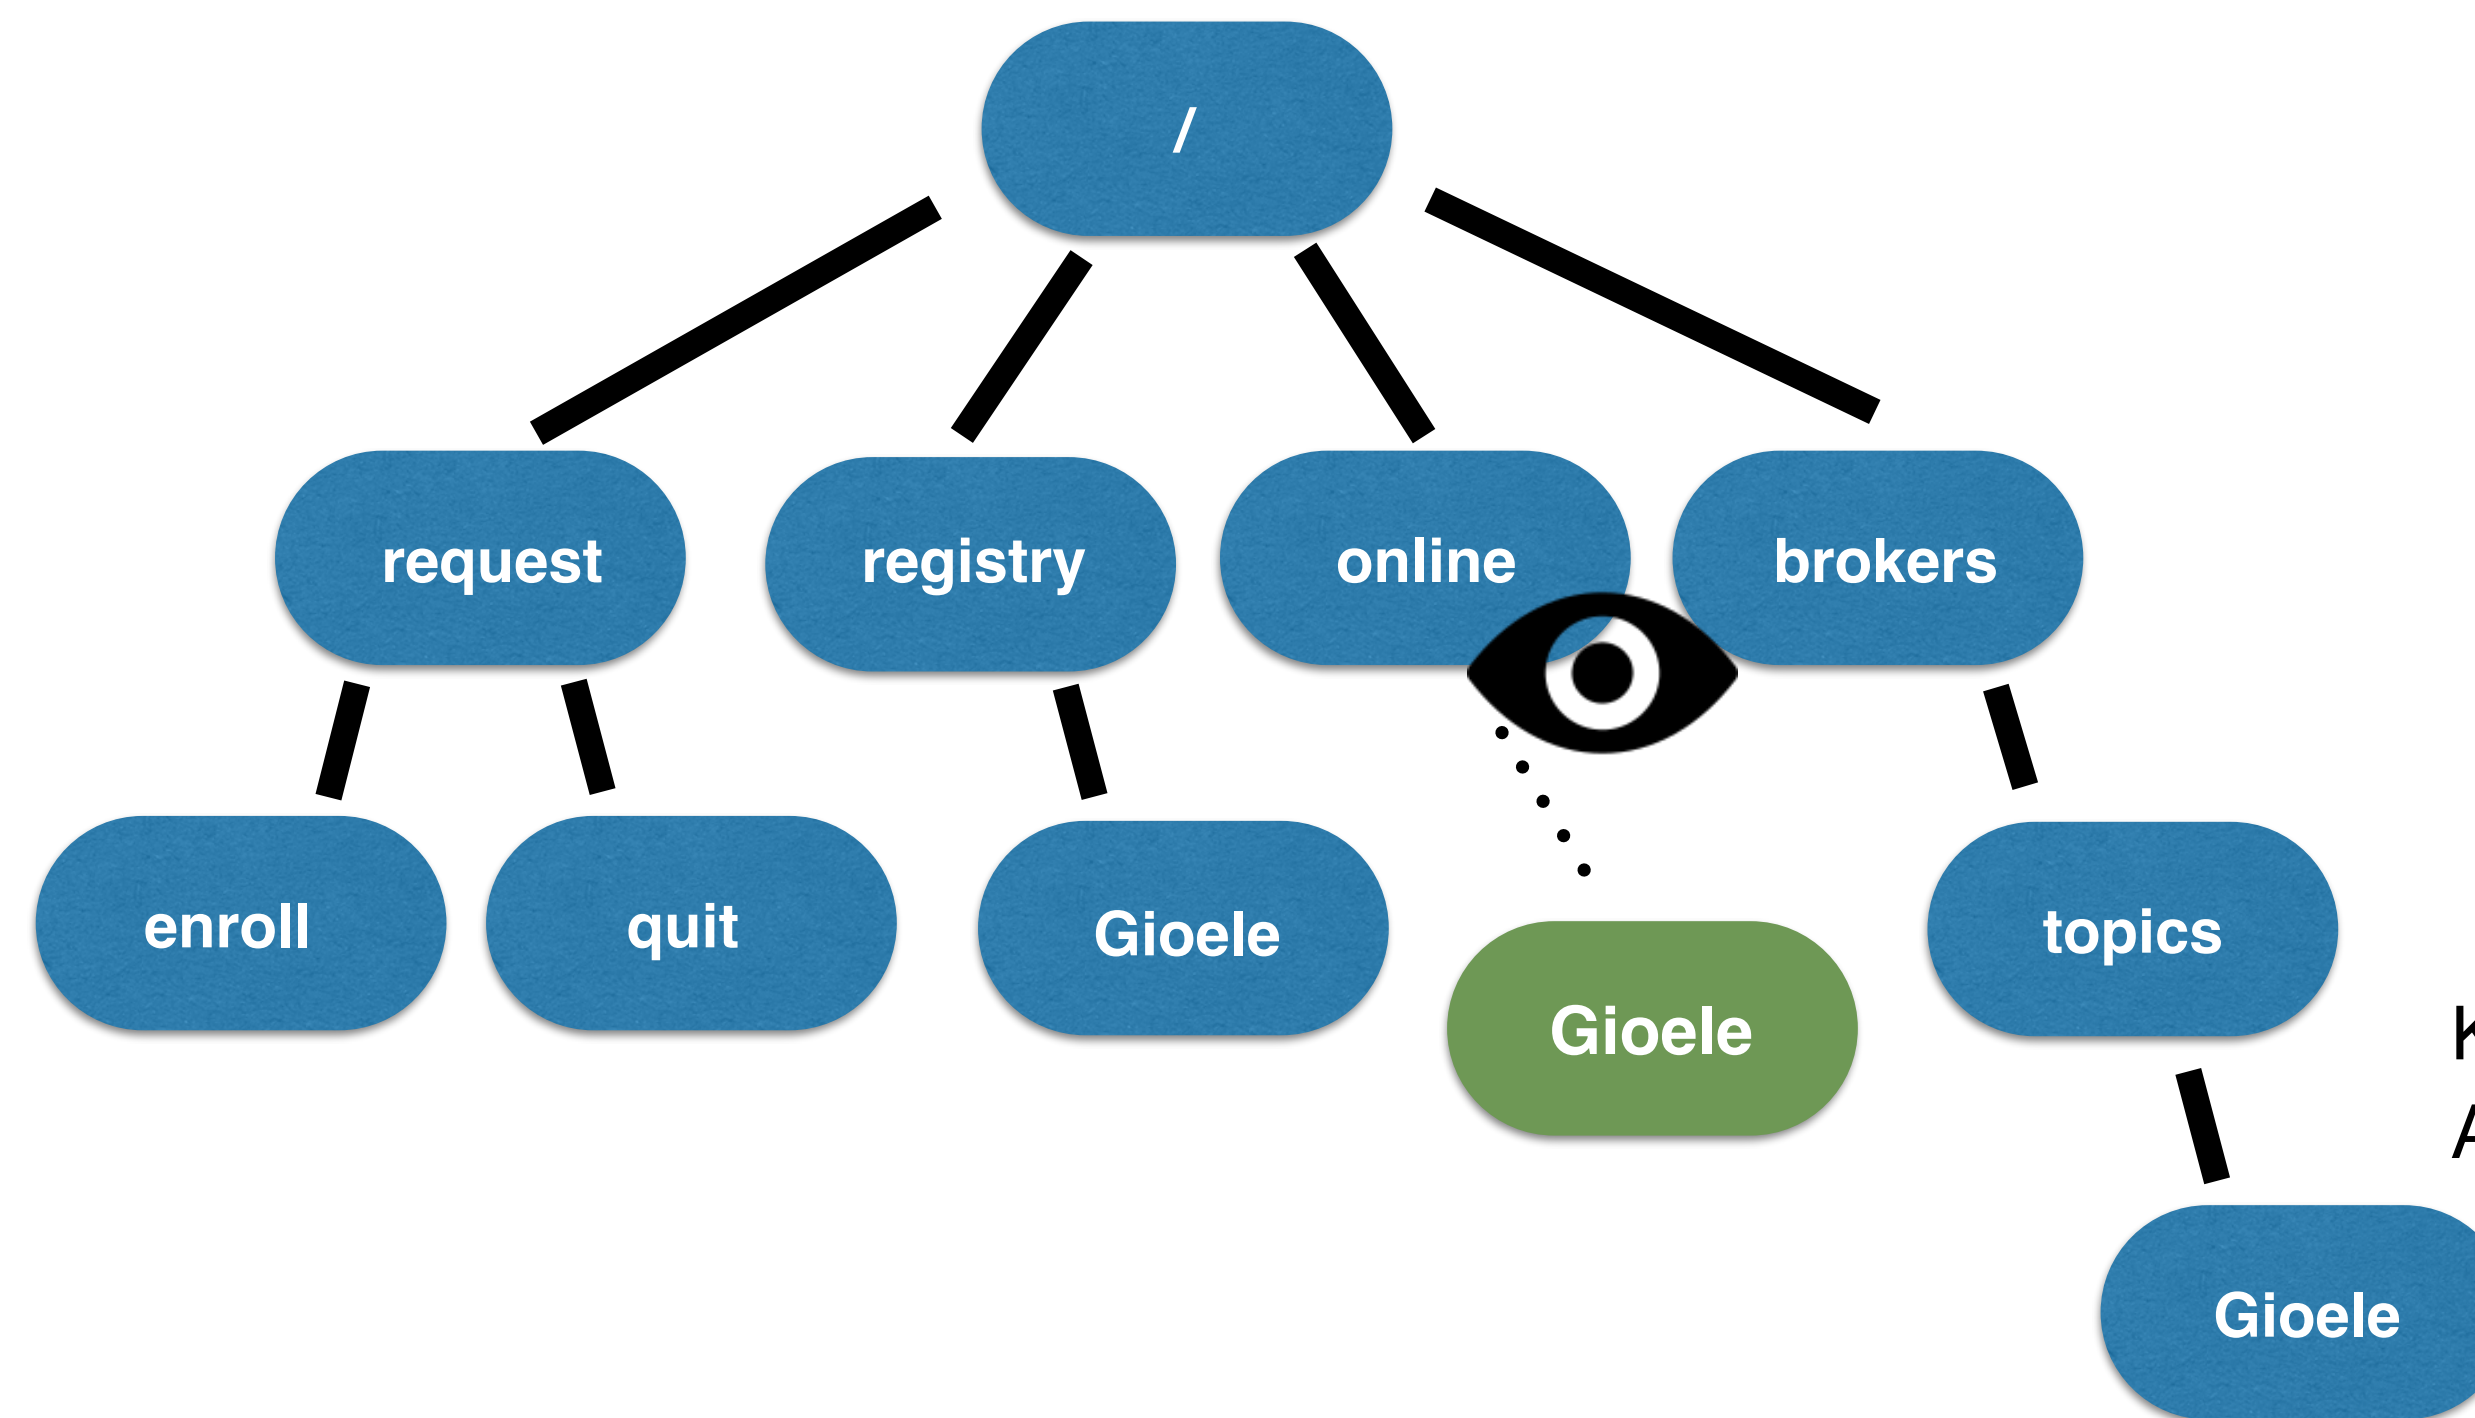 /
request
registry
online
brokers
enroll
quit
Gioele
Gioele
topics
Gioele